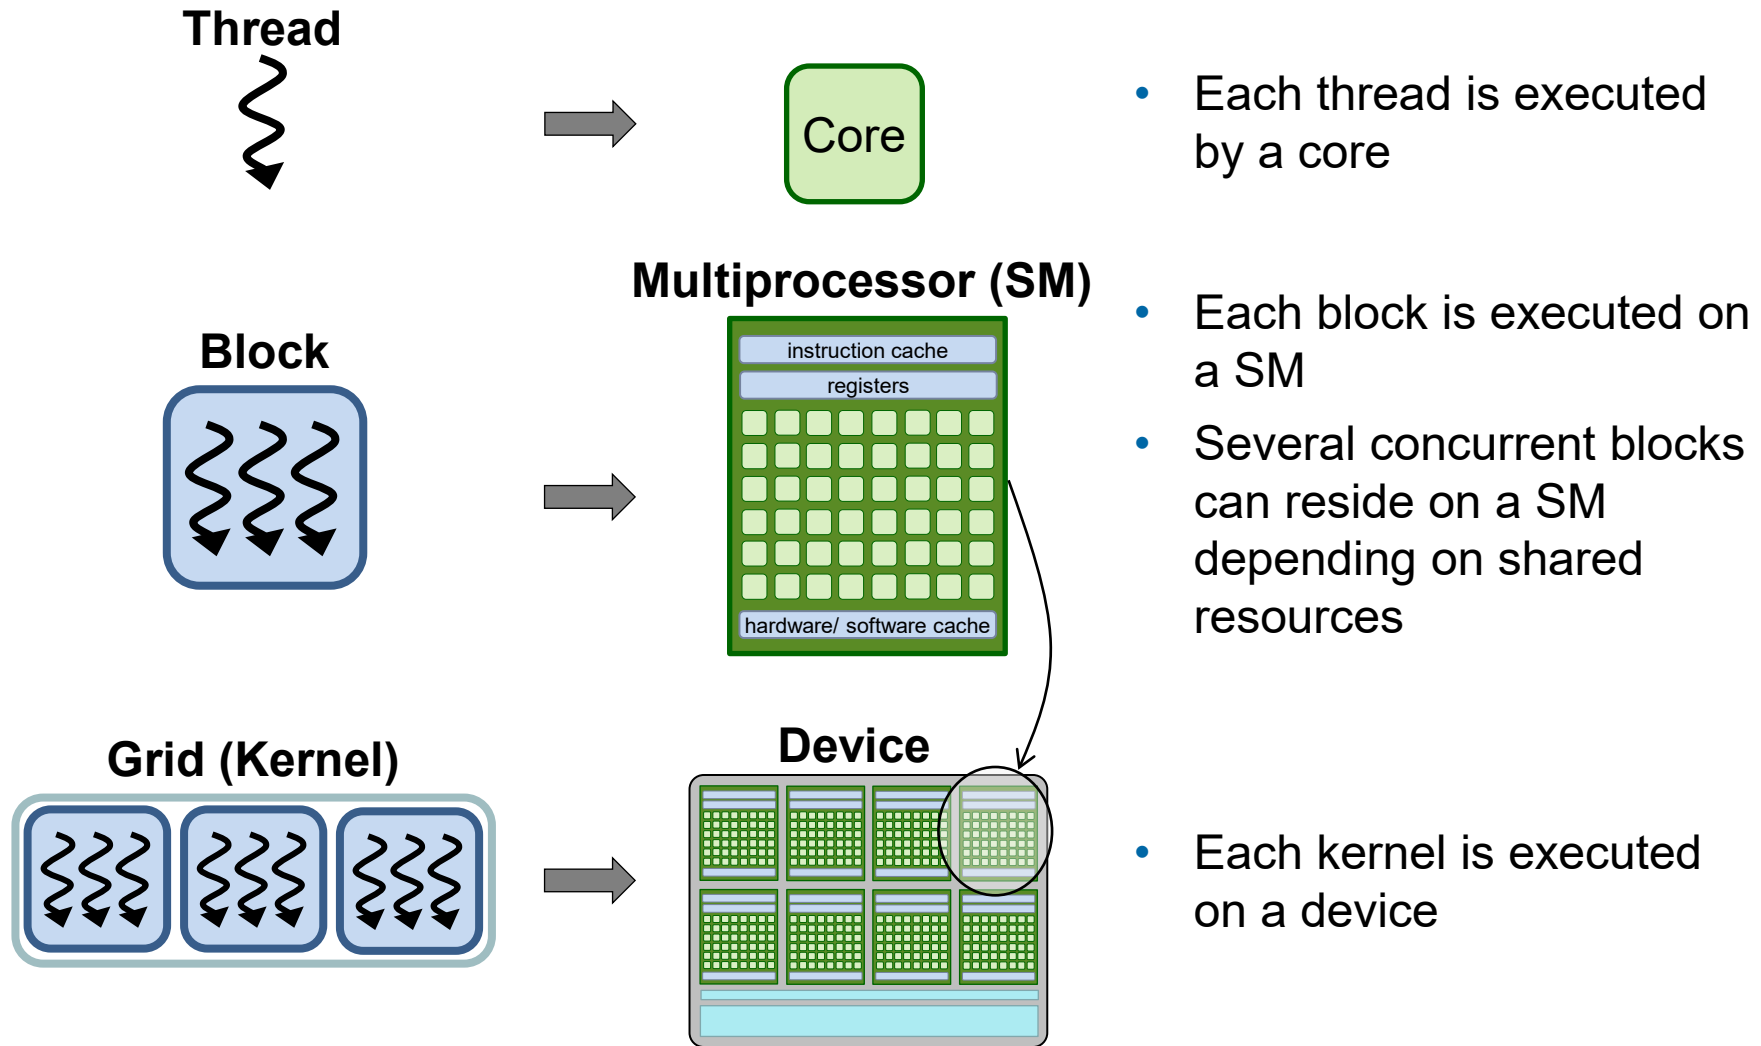 Thread
Core
• Each thread is executed
by a core
Multiprocessor (SM)
Block
instruction cache
registers
hardware/ software cache
• Each block is executed on
a SM
• Several concurrent blocks
can reside on a SM
depending on shared
resources
Grid (Kernel)
Device
• Each kernel is executed
on a device